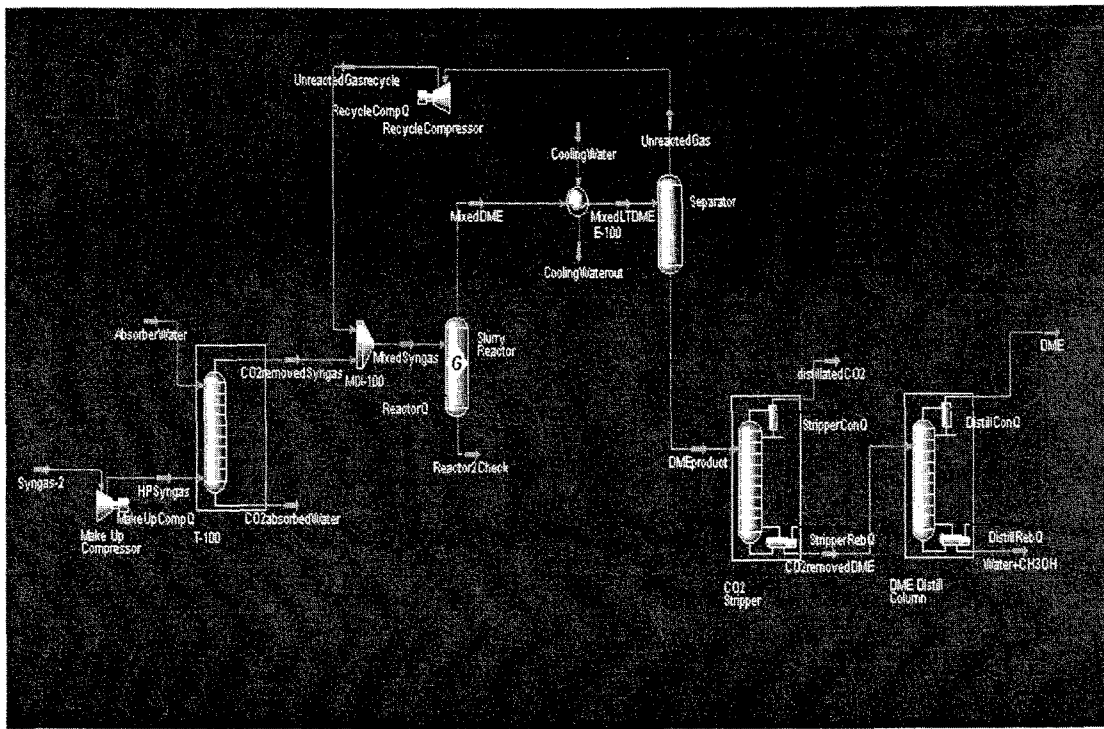 UnreactedGasrecycle
RecycleCompQ
RecycleCompressor
CoolingWater
UnreactedGas
MixedDME
MixedLTDME
E-100
Separator
CoolingWaterout
AbsorberWater
CO2removedSyngas
MixedSyngas
MIX-100
Slurry
Reactor
G
ReactorQ
DME
distillatedCO2
StripperConQ
DistillConQ
Syngas-2
HPSyngas
MakeUpCompQ
Make Up
Compressor
T-100
CO2absorbedWater
Reactor2Check
DMEproduct
StripperRebQ
CO2removedDME
DistillRebQ
Water+CH3OH
CO2
Stripper
DME Distill
Column